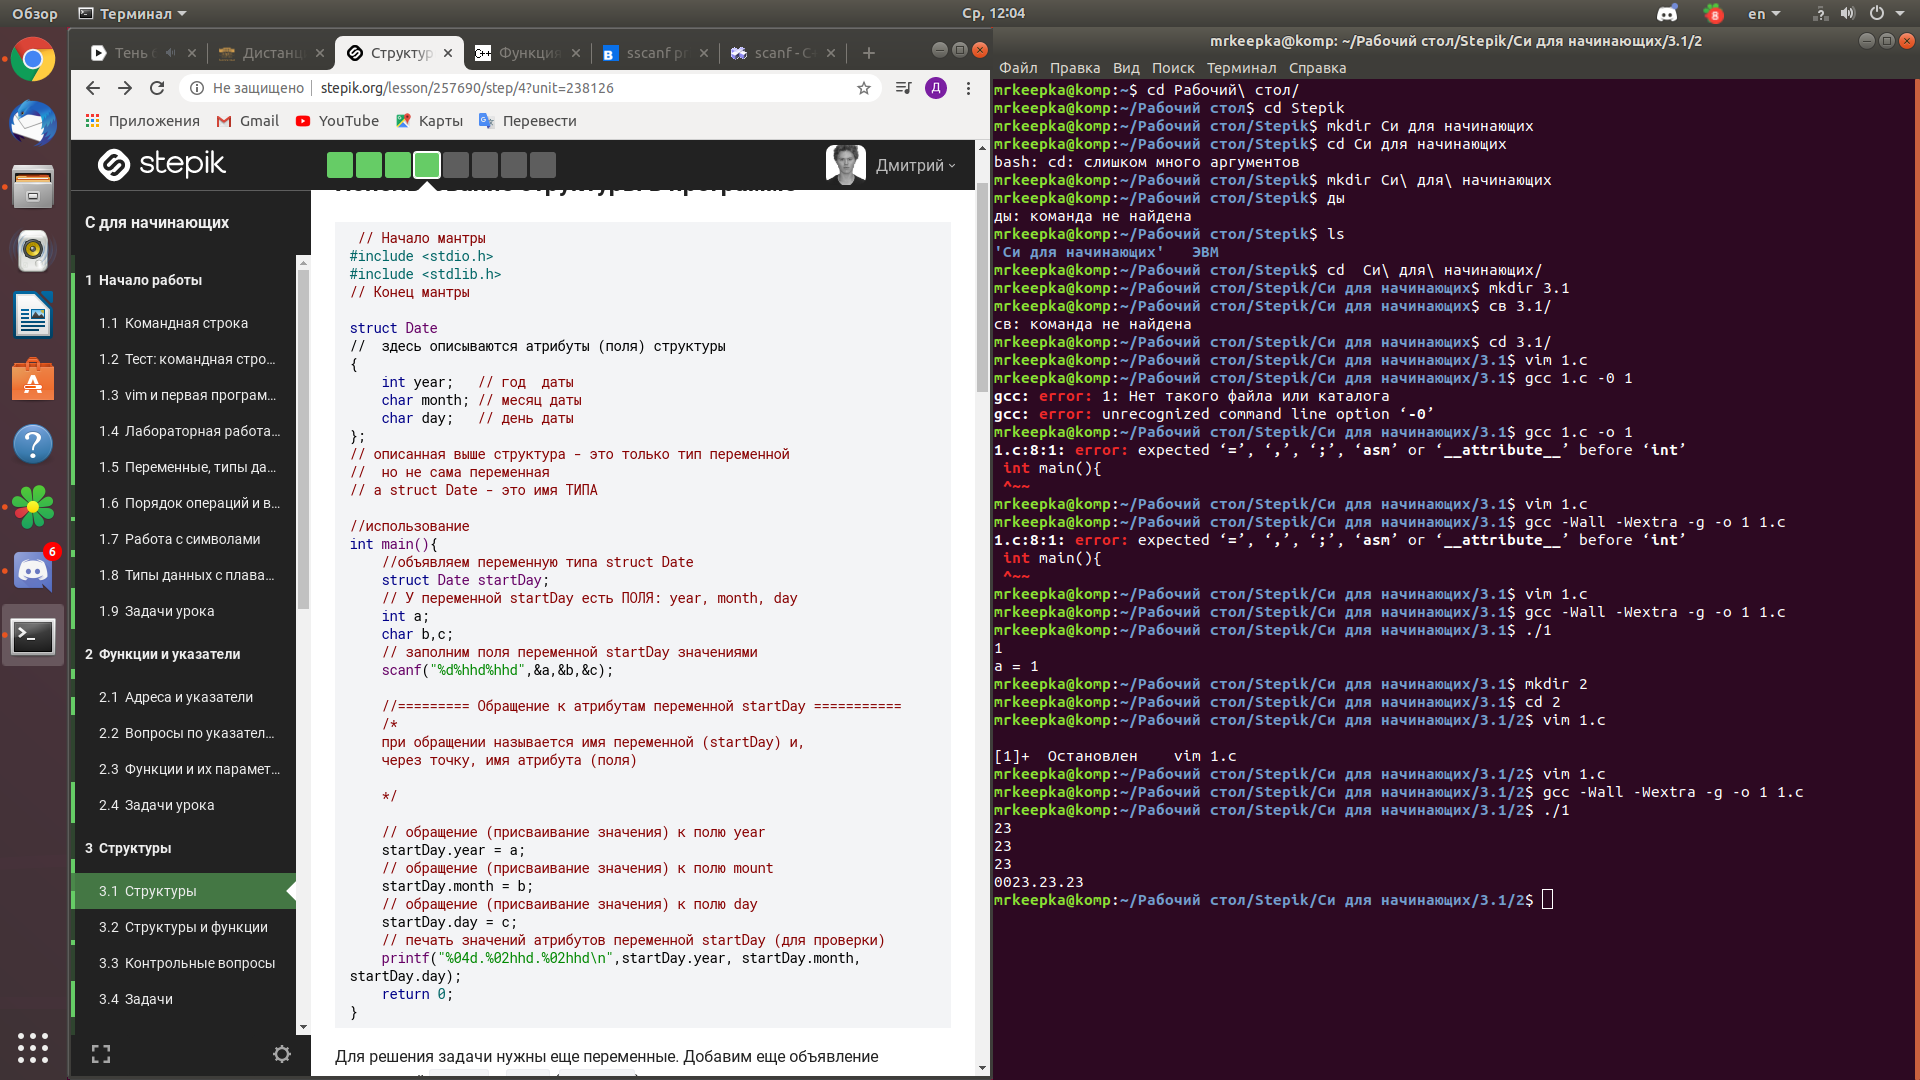 Обзор
Терминал
Ср, 12:04
8
en
Дистанц
Структур
Функция
sscanf pr
scanf - C
Не защищено
stepik.org/lesson/257690/step/4?unit=238126
Д
Приложения
Gmail
YouTube
Карты
Перевести
stepik
Дмитрий
С для начинающих
1 Начало работы
1.1 Командная строка
1.2 Тест: командная стро...
1.3 vim и первая програм...
1.4 Лабораторная работа...
1.5 Переменные, типы да...
1.6 Порядок операций и в...
1.7 Работа с символами
1.8 Типы данных с плава...
1.9 Задачи урока
2 Функции и указатели
2.1 Адреса и указатели
2.2 Вопросы по указател...
2.3 Функции и их парамет...
2.4 Задачи урока
3 Структуры
3.1 Структуры
3.2 Структуры и функции
3.3 Контрольные вопросы
3.4 Задачи
6
// Начало мантры
#include <stdio.h>
#include <stdlib.h>
// Конец мантры
struct Date
//  здесь описываются атрибуты (поля) структуры
{
    int year;   // год  даты
    char month; // месяц даты
    char day;   // день даты
};
// описанная выше структура - это только тип переменной
//  но не сама переменная
// а struct Date - это имя ТИПА
//использование
int main(){
    //объявляем переменную типа struct Date
    struct Date startDay;
    // У переменной startDay есть ПОЛЯ: year, month, day
    int a;
    char b,c;
    // заполним поля переменной startDay значениями
    scanf("%d%hhd%hhd",&a,&b,&c);
    //========= Обращение к атрибутам переменной startDay ===========
    /*
    при обращении называется имя переменной (startDay) и,
    через точку, имя атрибута (поля)
    */
    // обращение (присваивание значения) к полю year
    startDay.year = a;
    // обращение (присваивание значения) к полю mount
    startDay.month = b;
    // обращение (присваивание значения) к полю day
    startDay.day = c;
    // печать значений атрибутов переменной startDay (для проверки)
    printf("%04d.%02hhd.%02hhd\n",startDay.year, startDay.month,
startDay.day);
    return 0;
}
Для решения задачи нужны еще переменные. Добавим еще объявление
mrkeepka@komp: ~/Рабочий стол/Stepik/Си для начинающих/3.1/2
Файл Правка Вид Поиск Терминал Справка
mrkeepka@komp:~$ cd Рабочий\ стол/
mrkeepka@komp:~/Рабочий стол$ cd Stepik
mrkeepka@komp:~/Рабочий стол/Stepik$ mkdir Си для начинающих
mrkeepka@komp:~/Рабочий стол/Stepik$ cd Си для начинающих
bash: cd: слишком много аргументов
mrkeepka@komp:~/Рабочий стол/Stepik$ mkdir Си\ для\ начинающих
mrkeepka@komp:~/Рабочий стол/Stepik$ ды
ды: команда не найдена
mrkeepka@komp:~/Рабочий стол/Stepik$ ls
'Си для начинающих'   ЭВМ
mrkeepka@komp:~/Рабочий стол/Stepik$ cd  Си\ для\ начинающих/
mrkeepka@komp:~/Рабочий стол/Stepik/Си для начинающих$ mkdir 3.1
mrkeepka@komp:~/Рабочий стол/Stepik/Си для начинающих$ св 3.1/
св: команда не найдена
mrkeepka@komp:~/Рабочий стол/Stepik/Си для начинающих$ cd 3.1/
mrkeepka@komp:~/Рабочий стол/Stepik/Си для начинающих/3.1$ vim 1.c
mrkeepka@komp:~/Рабочий стол/Stepik/Си для начинающих/3.1$ gcc 1.c -0 1
gcc: error: 1: Нет такого файла или каталога
gcc: error: unrecognized command line option ‘-0’
mrkeepka@komp:~/Рабочий стол/Stepik/Си для начинающих/3.1$ gcc 1.c -o 1
1.c:8:1: error: expected ‘=’, ‘,’, ‘;’, ‘asm’ or ‘__attribute__’ before ‘int’
 int main(){
 ^~~
mrkeepka@komp:~/Рабочий стол/Stepik/Си для начинающих/3.1$ vim 1.c
mrkeepka@komp:~/Рабочий стол/Stepik/Си для начинающих/3.1$ gcc -Wall -Wextra -g -o 1 1.c
1.c:8:1: error: expected ‘=’, ‘,’, ‘;’, ‘asm’ or ‘__attribute__’ before ‘int’
 int main(){
 ^~~
mrkeepka@komp:~/Рабочий стол/Stepik/Си для начинающих/3.1$ vim 1.c
mrkeepka@komp:~/Рабочий стол/Stepik/Си для начинающих/3.1$ gcc -Wall -Wextra -g -o 1 1.c
mrkeepka@komp:~/Рабочий стол/Stepik/Си для начинающих/3.1$ ./1
1
a = 1
mrkeepka@komp:~/Рабочий стол/Stepik/Си для начинающих/3.1$ mkdir 2
mrkeepka@komp:~/Рабочий стол/Stepik/Си для начинающих/3.1$ cd 2
mrkeepka@komp:~/Рабочий стол/Stepik/Си для начинающих/3.1/2$ vim 1.c
[1]+  Остановлен    vim 1.c
mrkeepka@komp:~/Рабочий стол/Stepik/Си для начинающих/3.1/2$ vim 1.c
mrkeepka@komp:~/Рабочий стол/Stepik/Си для начинающих/3.1/2$ gcc -Wall -Wextra -g -o 1 1.c
mrkeepka@komp:~/Рабочий стол/Stepik/Си для начинающих/3.1/2$ ./1
23
23
23
0023.23.23
mrkeepka@komp:~/Рабочий стол/Stepik/Си для начинающих/3.1/2$